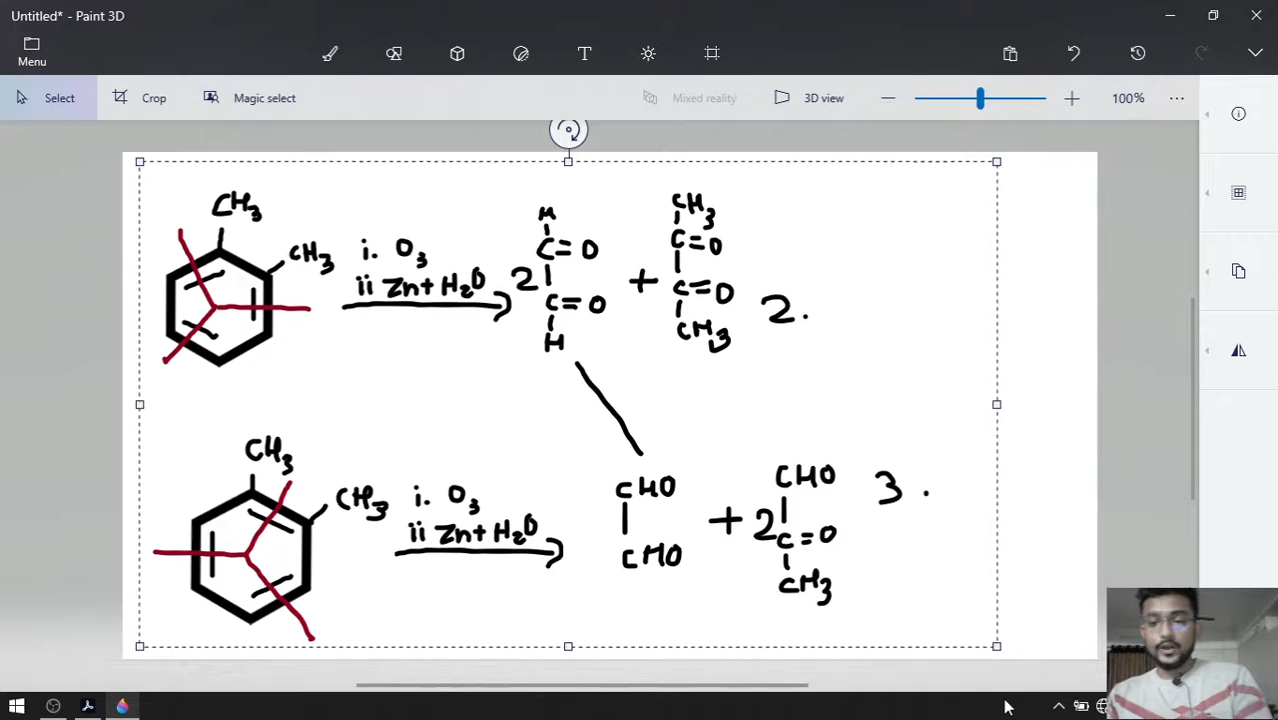 Untitled* - Paint 3D
Menu
Select
Crop
Magic select
Mixed reality
3D view
100%
CH3
CH3
i. O3
ii Zn+H2O
2
H
C=O
C=O
H
+
CH3
C=O
C=O
CH3
2.
CH3
CH3
i. O3
ii Zn+H2O
CHO
CHO
+
2
CHO
C=O
CH3
3.